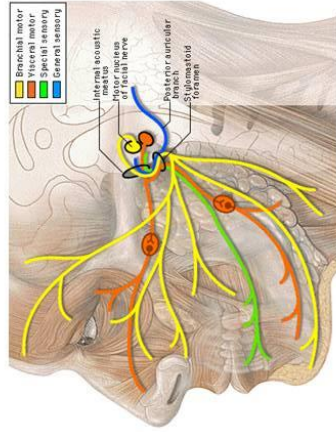 Branchial motor
Visceral motor
Special sensory
General sensory
Internal acoustic
meatus
Motor nucleus
of facial nerve
Posterior auricular
branch
Stylomastoid
foramen